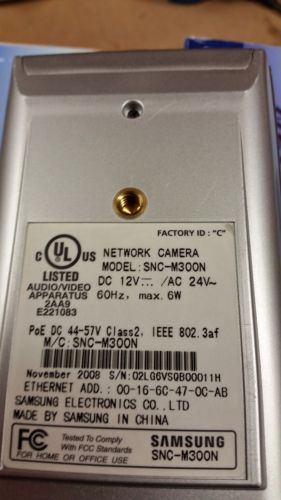 FACTORY ID : "C"
C UL US
LISTED
AUDIO/VIDEO
APPARATUS
2AA9
E221083
NETWORK CAMERA
MODEL: SNC-M300N
DC 12V⎓ /AC 24V~
60Hz, max. 6W
PoE DC 44-57V Class2, IEEE 802.3af
M/C:SNC-M300N
November 2008 S/N:02LG6VSQB00011H
ETHERNET ADD.: 00-16-6C-47-0C-AB
SAMSUNG ELECTRONICS CO.,LTD
MADE BY SAMSUNG IN CHINA
FC Tested To Comply
With FCC Standards
FOR HOME OR OFFICE USE
SAMSUNG
SNC-M300N